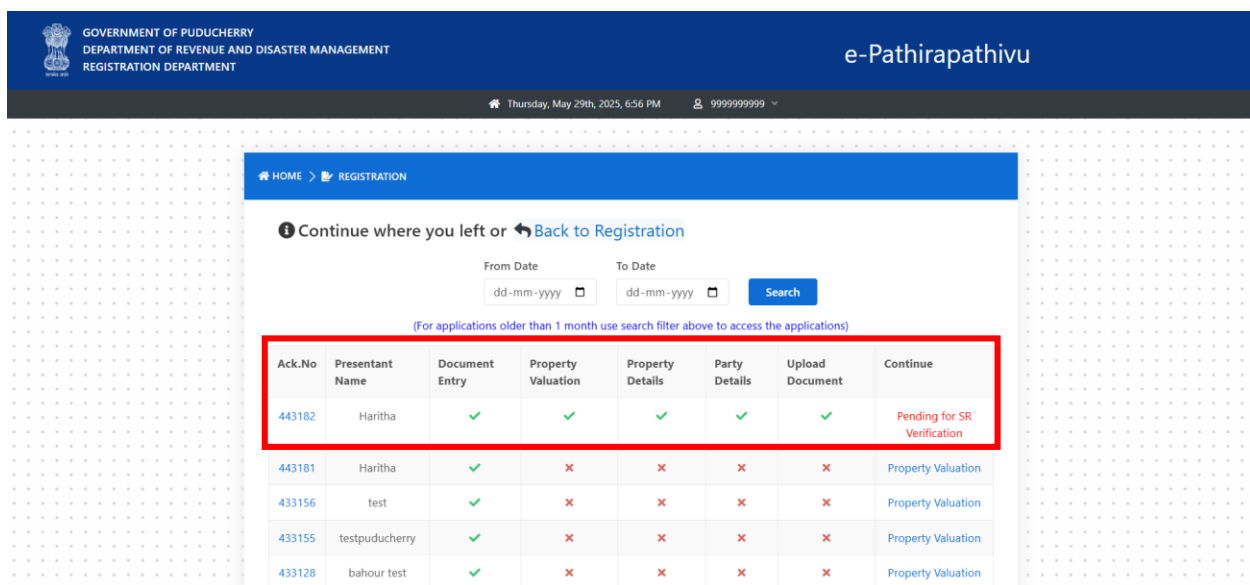 GOVERNMENT OF PUDUCHERRY
DEPARTMENT OF REVENUE AND DISASTER MANAGEMENT
REGISTRATION DEPARTMENT
e-Pathirapathivu
Thursday, May 29th, 2025, 6:56 PM 9999999999
HOME > REGISTRATION
Continue where you left or Back to Registration
From Date To Date
dd-mm-yyyy dd-mm-yyyy Search
(For applications older than 1 month use search filter above to access the applications)
Ack.No Presentant Name Document Entry Property Valuation Property Details Party Details Upload Document Continue
443182 Haritha ✓ ✓ ✓ ✓ ✓ Pending for SR Verification
443181 Haritha ✓ × × × × Property Valuation
433156 test ✓ × × × × Property Valuation
433155 testpuducherry ✓ × × × × Property Valuation
433128 bahour test ✓ × × × × Property Valuation